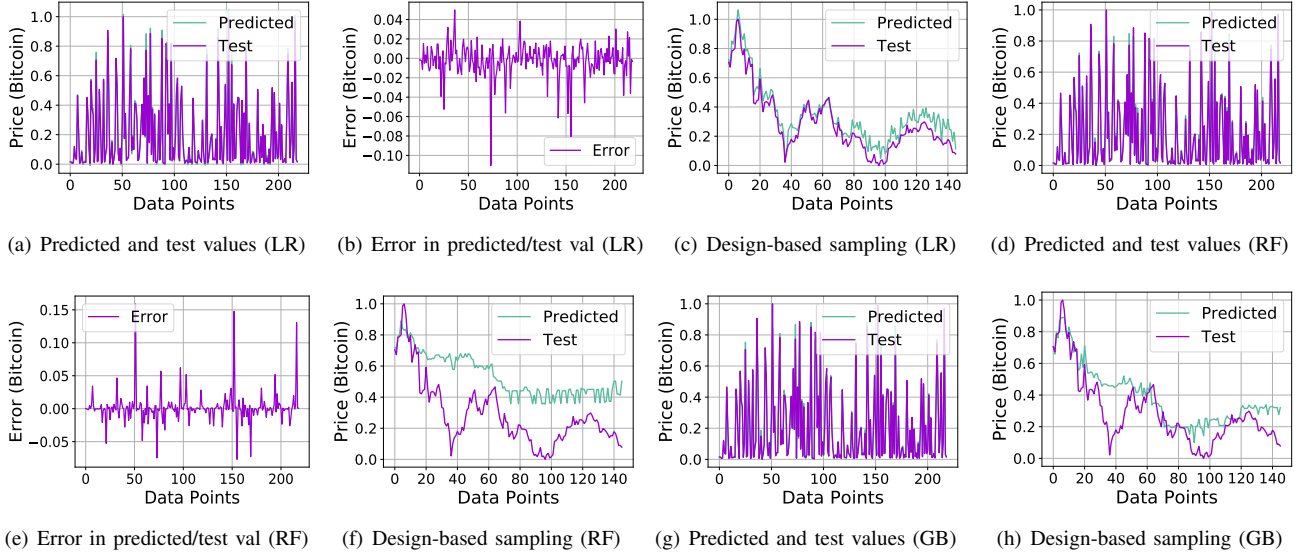 Price (Bitcoin)
1.0
0.8
0.6
0.4
0.2
0.0
Predicted
Test
0
50
100
150
200
Data Points
(a) Predicted and test values (LR)
Error (Bitcoin)
0.04
0.02
0.00
−0.02
−0.04
−0.06
−0.08
−0.10
Error
0
50
100
150
200
Data Points
(b) Error in predicted/test val (LR)
Price (Bitcoin)
1.0
0.8
0.6
0.4
0.2
0.0
Predicted
Test
0 20 40 60 80 100 120 140
Data Points
(c) Design-based sampling (LR)
Price (Bitcoin)
1.0
0.8
0.6
0.4
0.2
0.0
Predicted
Test
0
50
100
150
200
Data Points
(d) Predicted and test values (RF)
Error (Bitcoin)
0.15
0.10
0.05
0.00
−0.05
Error
0
50
100
150
200
Data Points
(e) Error in predicted/test val (RF)
Price (Bitcoin)
1.0
0.8
0.6
0.4
0.2
0.0
Predicted
Test
0 20 40 60 80 100 120 140
Data Points
(f) Design-based sampling (RF)
Price (Bitcoin)
1.0
0.8
0.6
0.4
0.2
0.0
Predicted
Test
0
50
100
150
200
Data Points
(g) Predicted and test values (GB)
Price (Bitcoin)
1.0
0.8
0.6
0.4
0.2
0.0
Predicted
Test
0 20 40 60 80 100 120 140
Data Points
(h) Design-based sampling (GB)